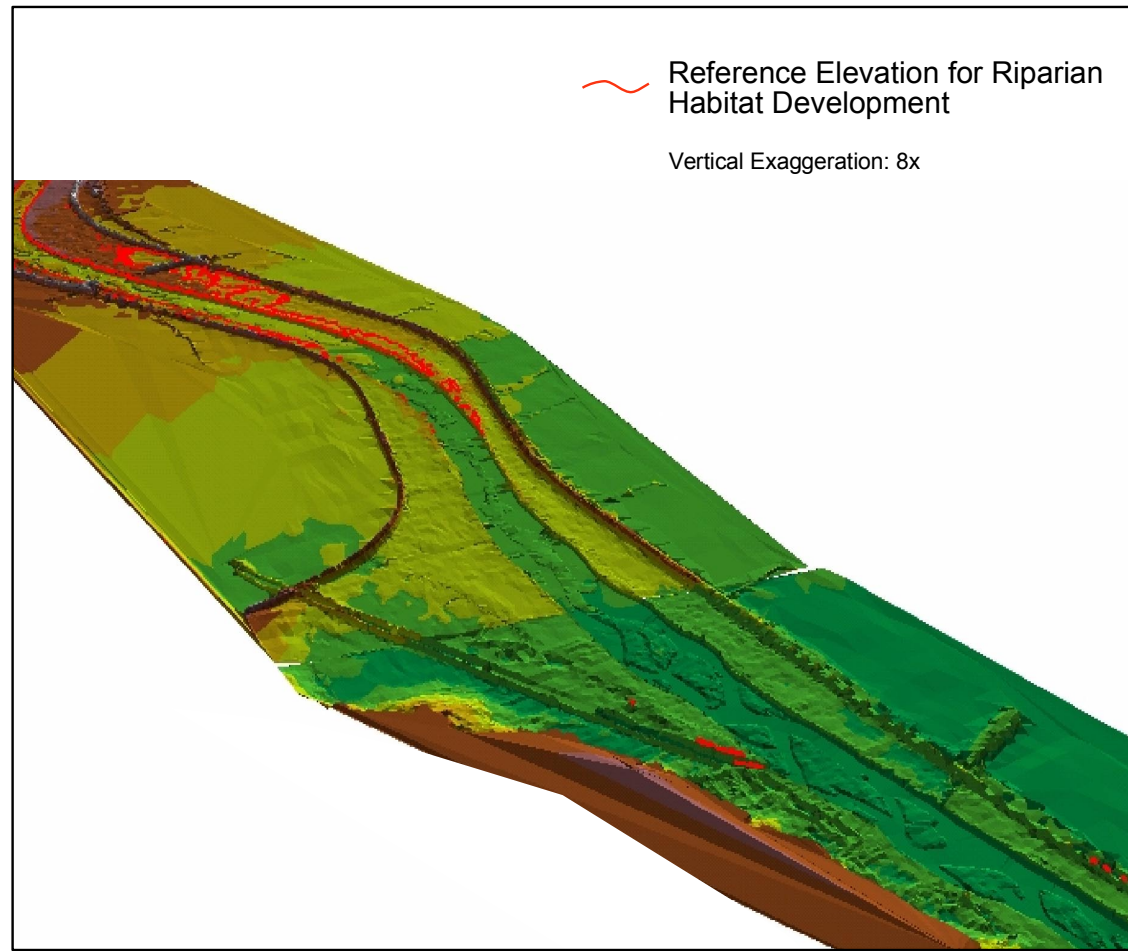 Reference Elevation for Riparian
Habitat Development
Vertical Exaggeration: 8x